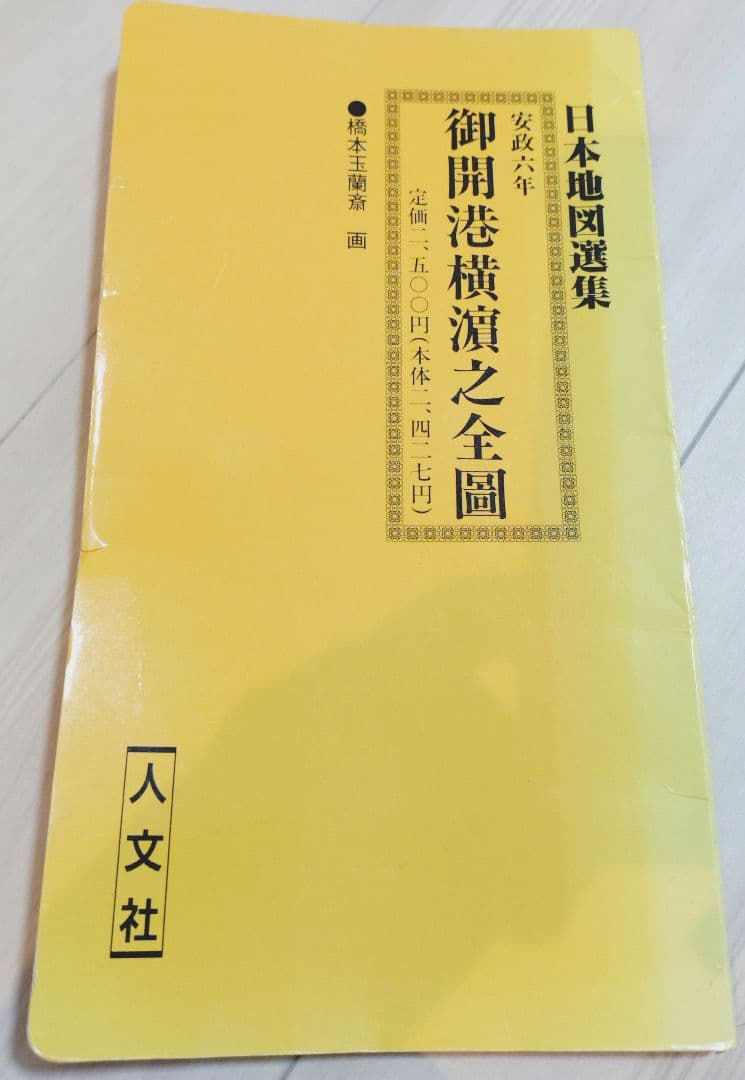 日本地図選集
安政六年
御開港横濵之全圖
定価二、五〇〇円(本体二、四二七円)
●橋本玉蘭斎 画
人文社